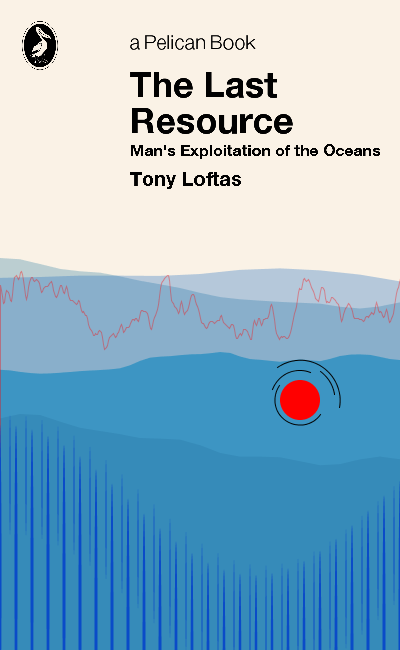 a Pelican Book
The Last
Resource
Man's Exploitation of the Oceans
Tony Loftas